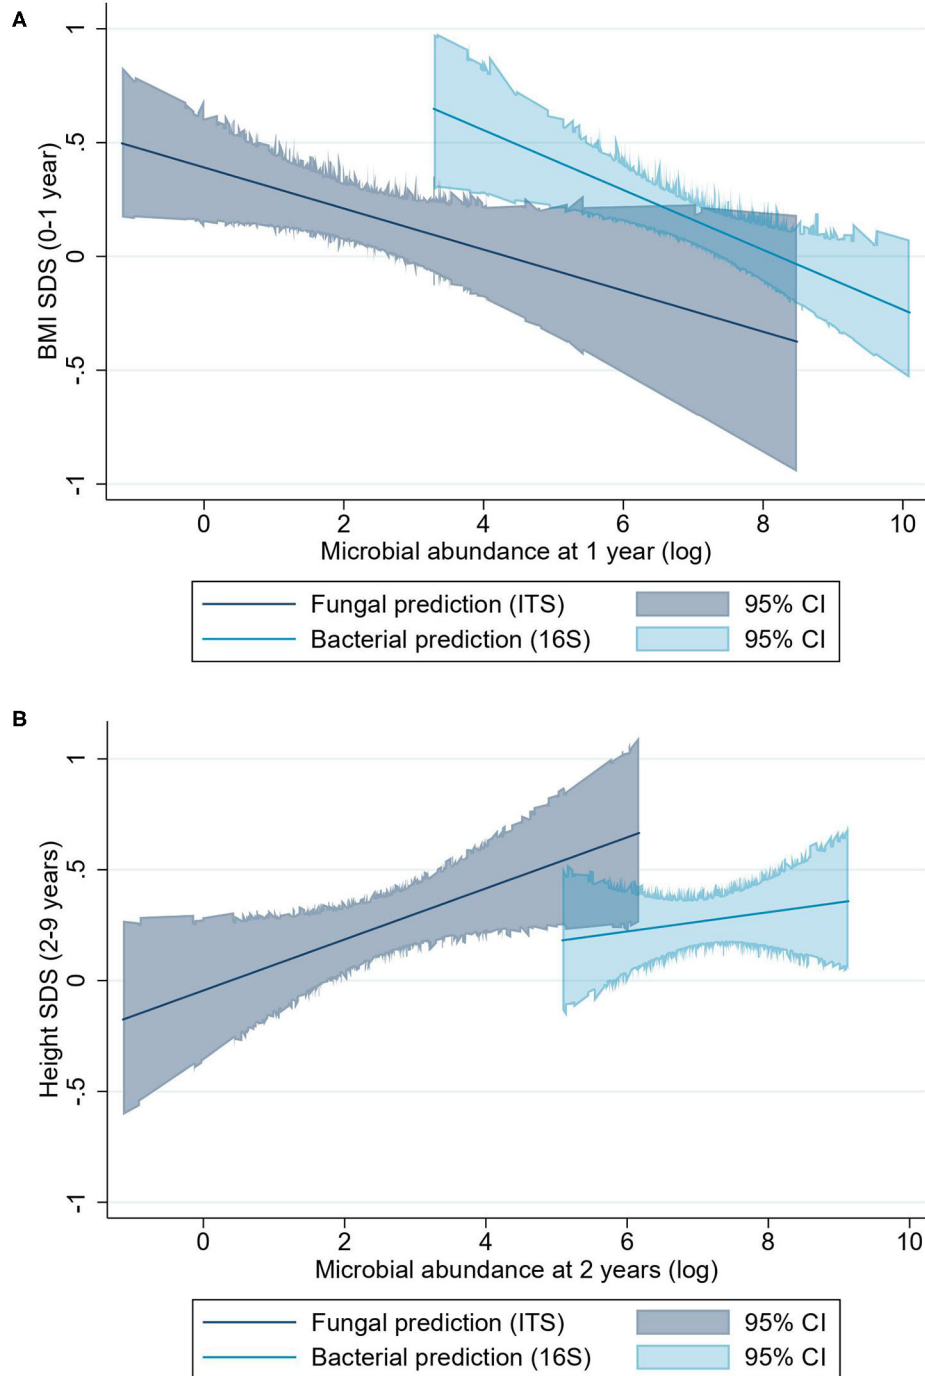 A
BMI SDS (0-1 year)
1
.5
0
-.5
-1
0 2 4 6 8 10
Microbial abundance at 1 year (log)
Fungal prediction (ITS) 95% CI
Bacterial prediction (16S) 95% CI
B
Height SDS (2-9 years)
1
.5
0
-.5
-1
0 2 4 6 8 10
Microbial abundance at 2 years (log)
Fungal prediction (ITS) 95% CI
Bacterial prediction (16S) 95% CI